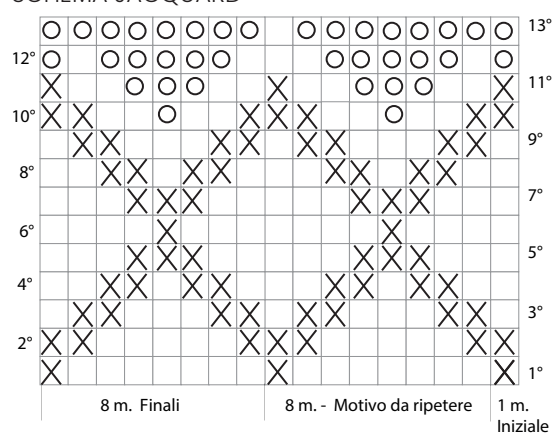 SCHEMA JACQUARD
13°
12°
11°
10°
9°
8°
7°
6°
5°
4°
3°
2°
1°
8 m. Finali
8 m. - Motivo da ripetere
1 m.
Iniziale